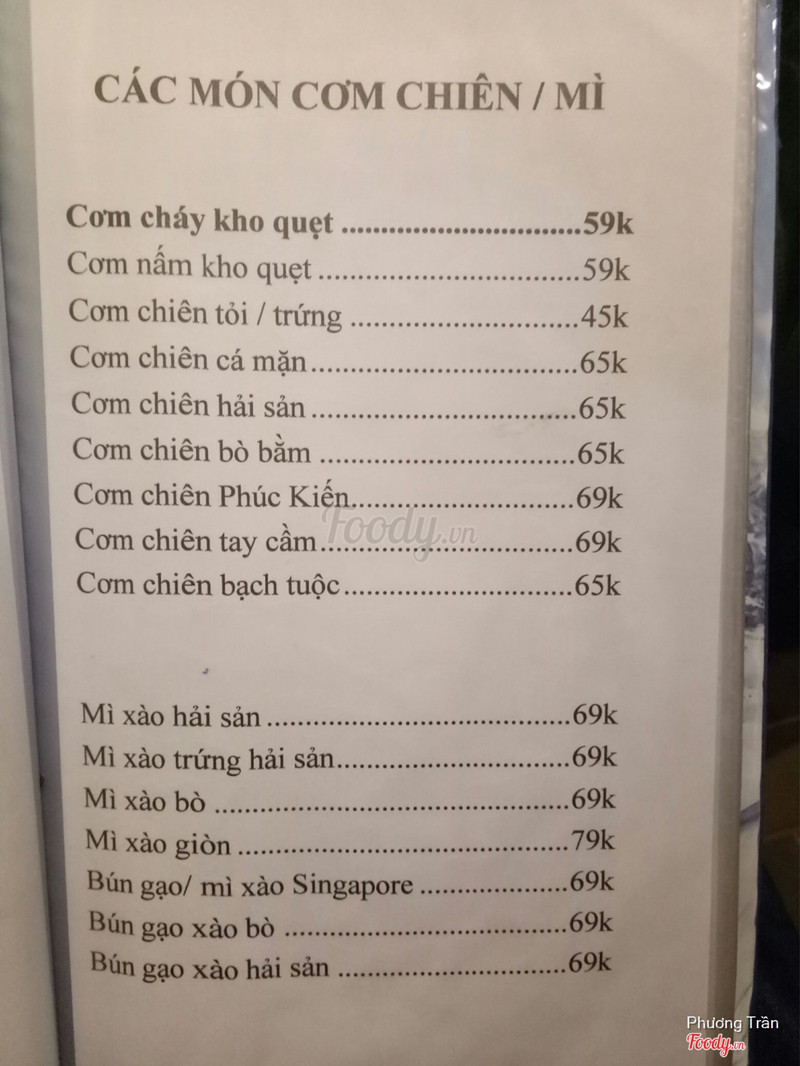 CÁC MÓN CƠM CHIÊN / MÌ
Cơm cháy kho quẹt ...............................59k
Cơm nấm kho quẹt ..................................59k
Cơm chiên tỏi / trứng ..............................45k
Cơm chiên cá mặn...................................65k
Cơm chiên hải sản ..................................65k
Cơm chiên bò bằm .................................65k
Cơm chiên Phúc Kiến.............................69k
Cơm chiên tay cầm.................................69k
Cơm chiên bạch tuộc..............................65k
Mì xào hải sản ........................................69k
Mì xào trứng hải sản...............................69k
Mì xào bò ...............................................69k
Mì xào giòn ............................................79k
Bún gạo/ mì xào Singapore ....................69k
Bún gạo xào bò ......................................69k
Bún gạo xào hải sản ...............................69k
Foody.vn
Phương Trần
Foody.vn